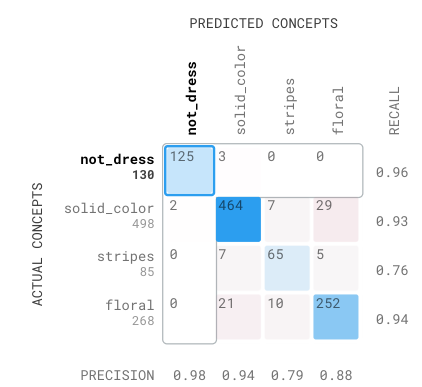 PREDICTED CONCEPTS
not_dress solid_color stripes floral RECALL
ACTUAL CONCEPTS
not_dress 125 3 0 0 0.96
130
solid_color 2 464 7 29 0.93
498
stripes 0 7 65 5 0.76
85
floral 0 21 10 252 0.94
268
PRECISION 0.98 0.94 0.79 0.88